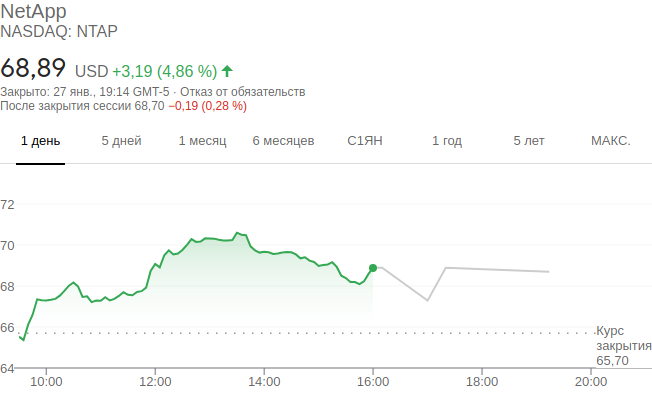 NetApp
NASDAQ: NTAP
68,89 USD +3,19 (4,86 %)
Закрыто: 27 янв., 19:14 GMT-5 · Отказ от обязательств
После закрытия сессии 68,70 −0,19 (0,28 %)
1 день 5 дней 1 месяц 6 месяцев С1ЯН 1 год 5 лет МАКС.
72
70
68
66
Курс
закрытия
65,70
64
10:00 12:00 14:00 16:00 18:00 20:00